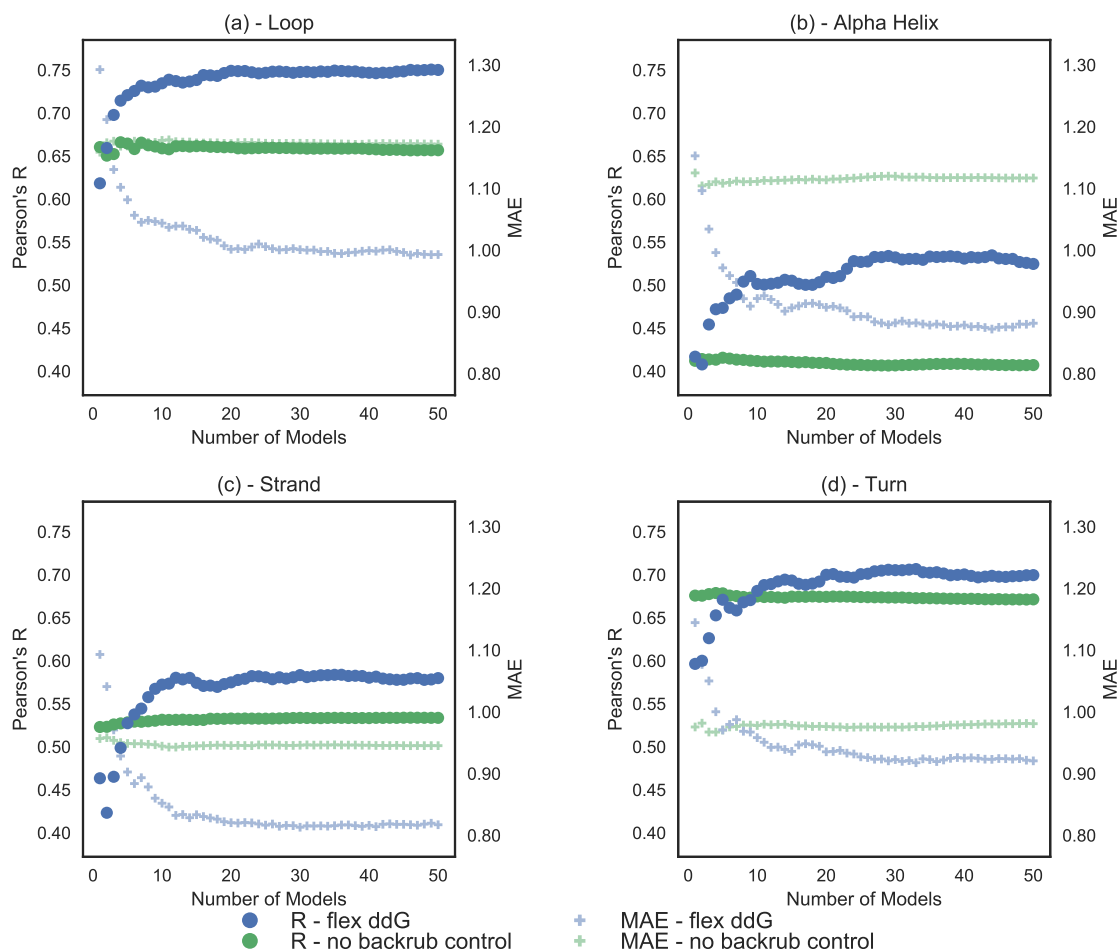 (a) - Loop
0.75
0.70
0.65
0.60
0.55
0.50
0.45
0.40
Pearson's R
1.30
1.20
1.10
1.00
0.90
0.80
MAE
0 10 20 30 40 50
Number of Models
(b) - Alpha Helix
0.75
0.70
0.65
0.60
0.55
0.50
0.45
0.40
Pearson's R
1.30
1.20
1.10
1.00
0.90
0.80
MAE
0 10 20 30 40 50
Number of Models
(c) - Strand
0.75
0.70
0.65
0.60
0.55
0.50
0.45
0.40
Pearson's R
1.30
1.20
1.10
1.00
0.90
0.80
MAE
0 10 20 30 40 50
Number of Models
(d) - Turn
0.75
0.70
0.65
0.60
0.55
0.50
0.45
0.40
Pearson's R
1.30
1.20
1.10
1.00
0.90
0.80
MAE
0 10 20 30 40 50
Number of Models
R - flex ddG
R - no backrub control
MAE - flex ddG
MAE - no backrub control